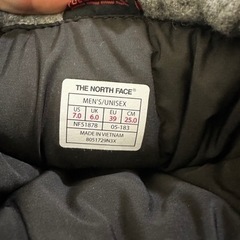 THE NORTH FACE
MEN'S/UNISEX
US UK EU CM
7.0 6.0 39 25.0
NF51878 05-183
MADE IN VIETNAM
B051729N3X